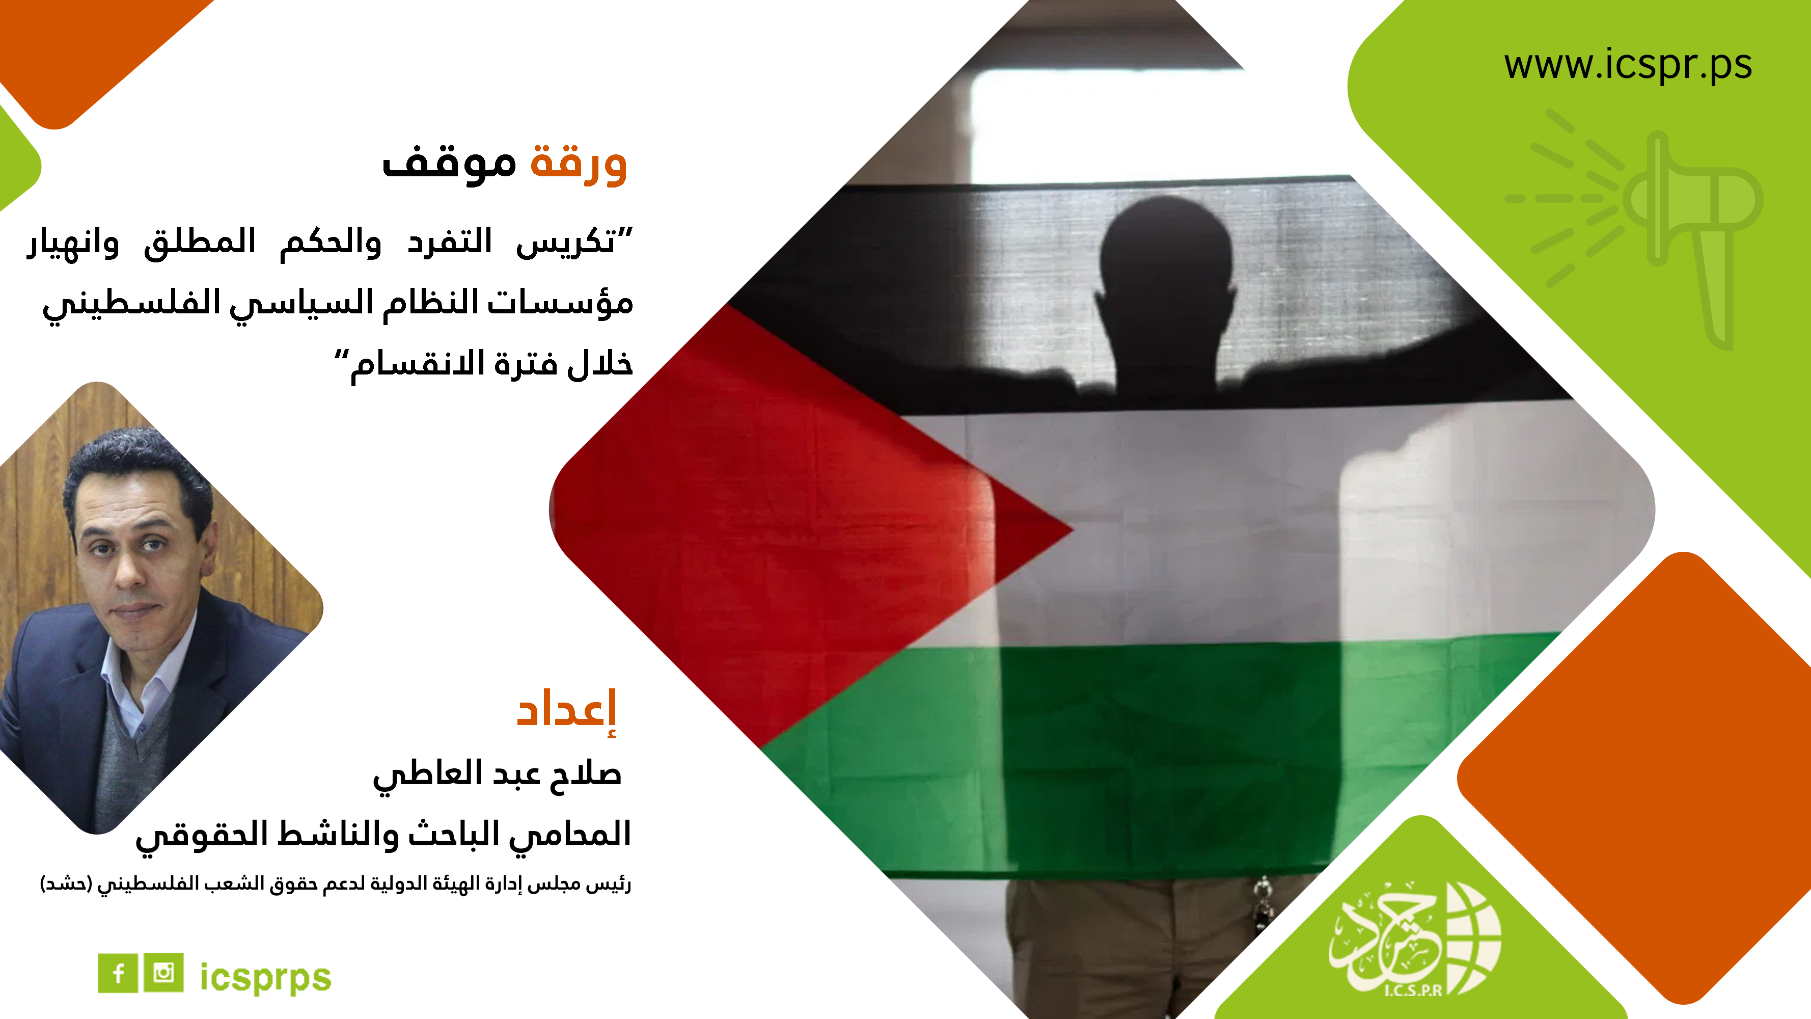 www.icspr.ps
ورقة موقف
”تكريس التفرد والحكم المطلق وانهيار
مؤسسات النظام السياسي الفلسطيني
خلال فترة الانقسام“
إعداد
صلاح عبد العاطي
المحامي الباحث والناشط الحقوقي
رئيس مجلس إدارة الهيئة الدولية لدعم حقوق الشعب الفلسطيني (حشد)
icsprps
حشد
I.C.S.P.R